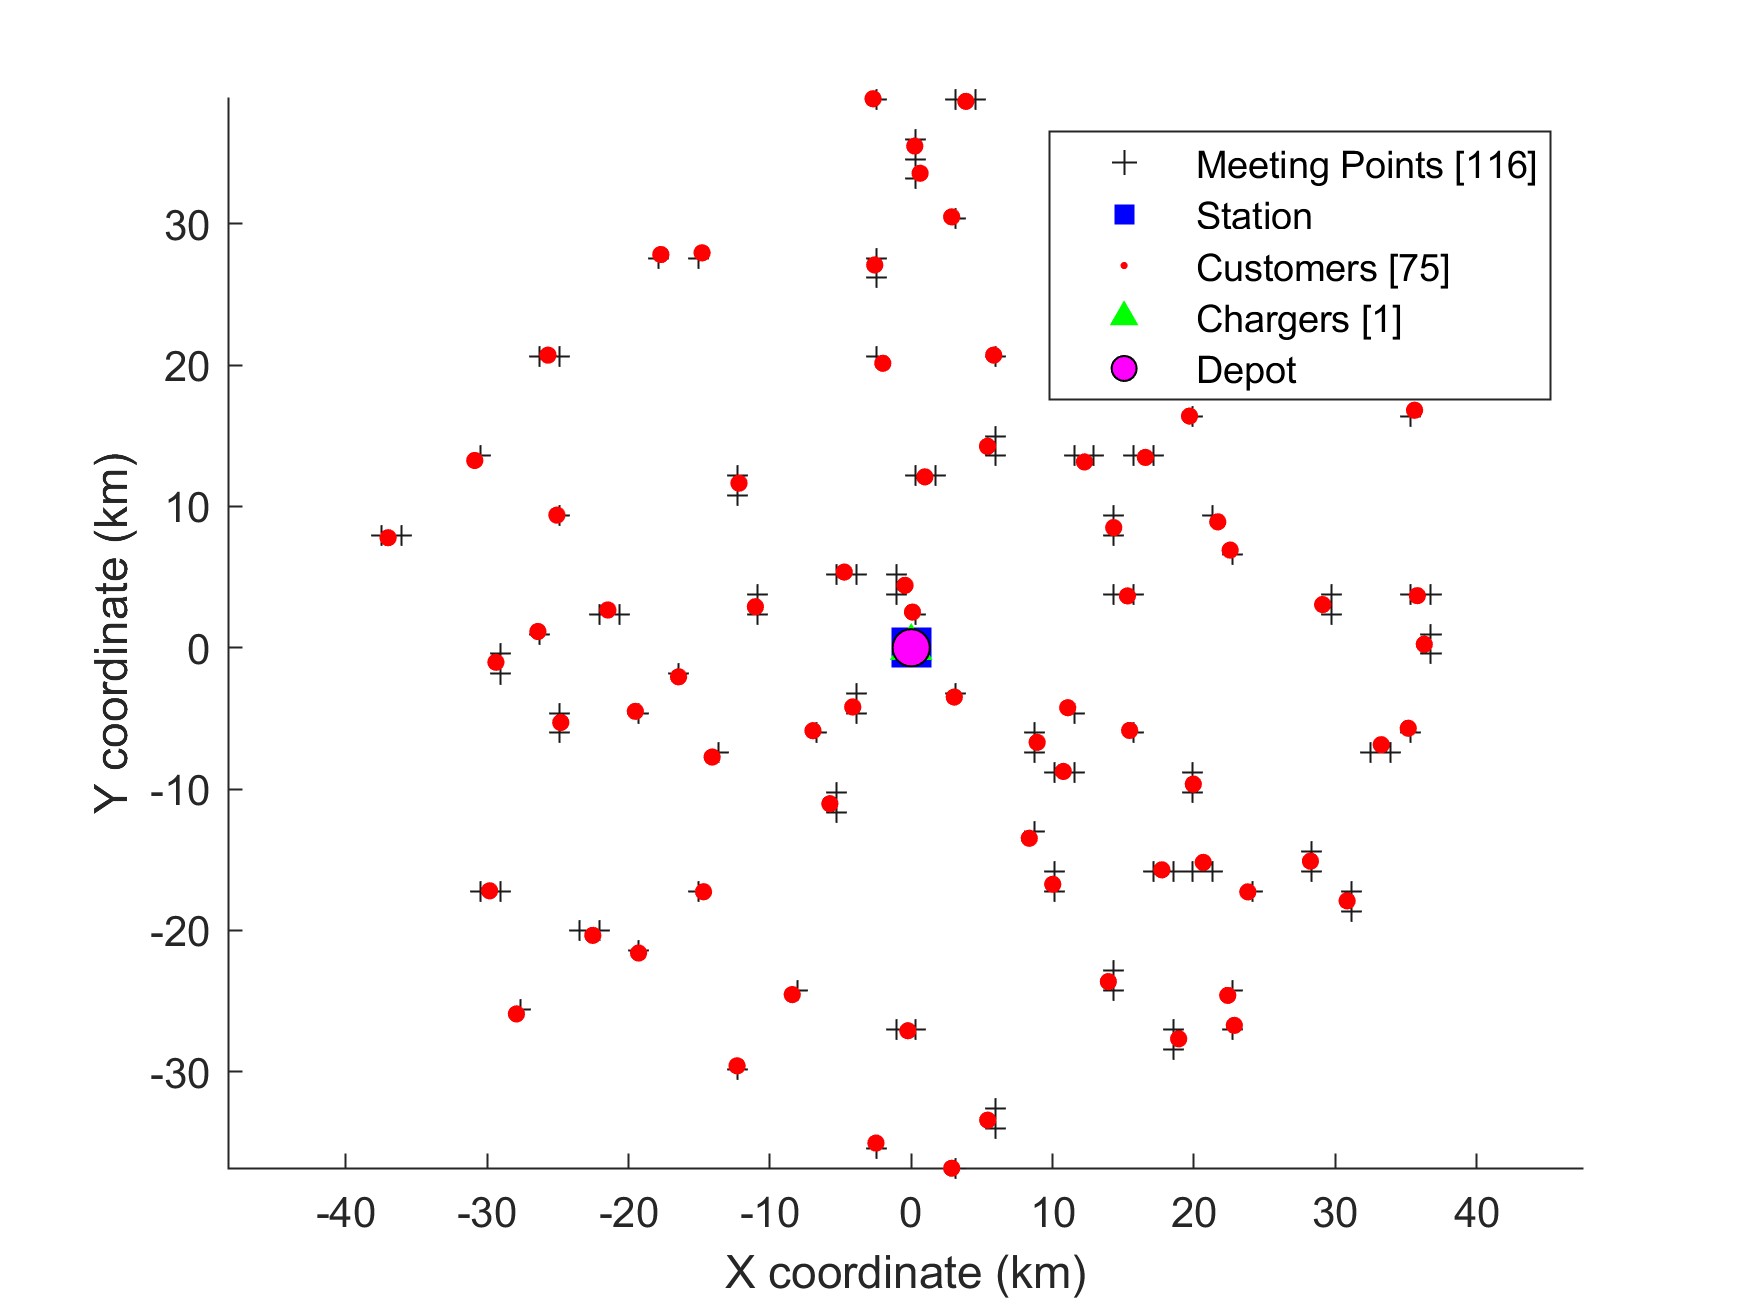 Meeting Points [116]
Station
Customers [75]
Chargers [1]
Depot
30
20
10
0
-10
-20
-30
Y coordinate (km)
-40 -30 -20 -10 0 10 20 30 40
X coordinate (km)